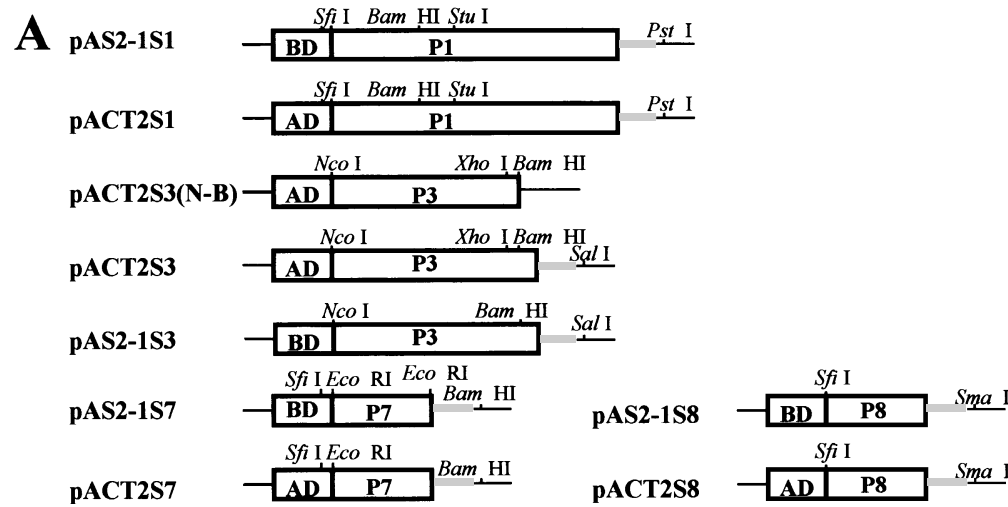 A
Sfi I Bam HI Stu I
pAS2-1S1 BD P1 Pst I
Sfi I Bam HI Stu I
pACT2S1 AD P1 Pst I
Nco I Xho I Bam HI
pACT2S3(N-B) AD P3
Nco I Xho I Bam HI
pACT2S3 AD P3 Sal I
Nco I Bam HI
pAS2-1S3 BD P3 Sal I
Sfi I Eco RI Eco RI
pAS2-1S7 BD P7 Bam HI
Sfi I Eco RI
pACT2S7 AD P7 Bam HI
Sfi I
pAS2-1S8 BD P8 Sma I
Sfi I
pACT2S8 AD P8 Sma I